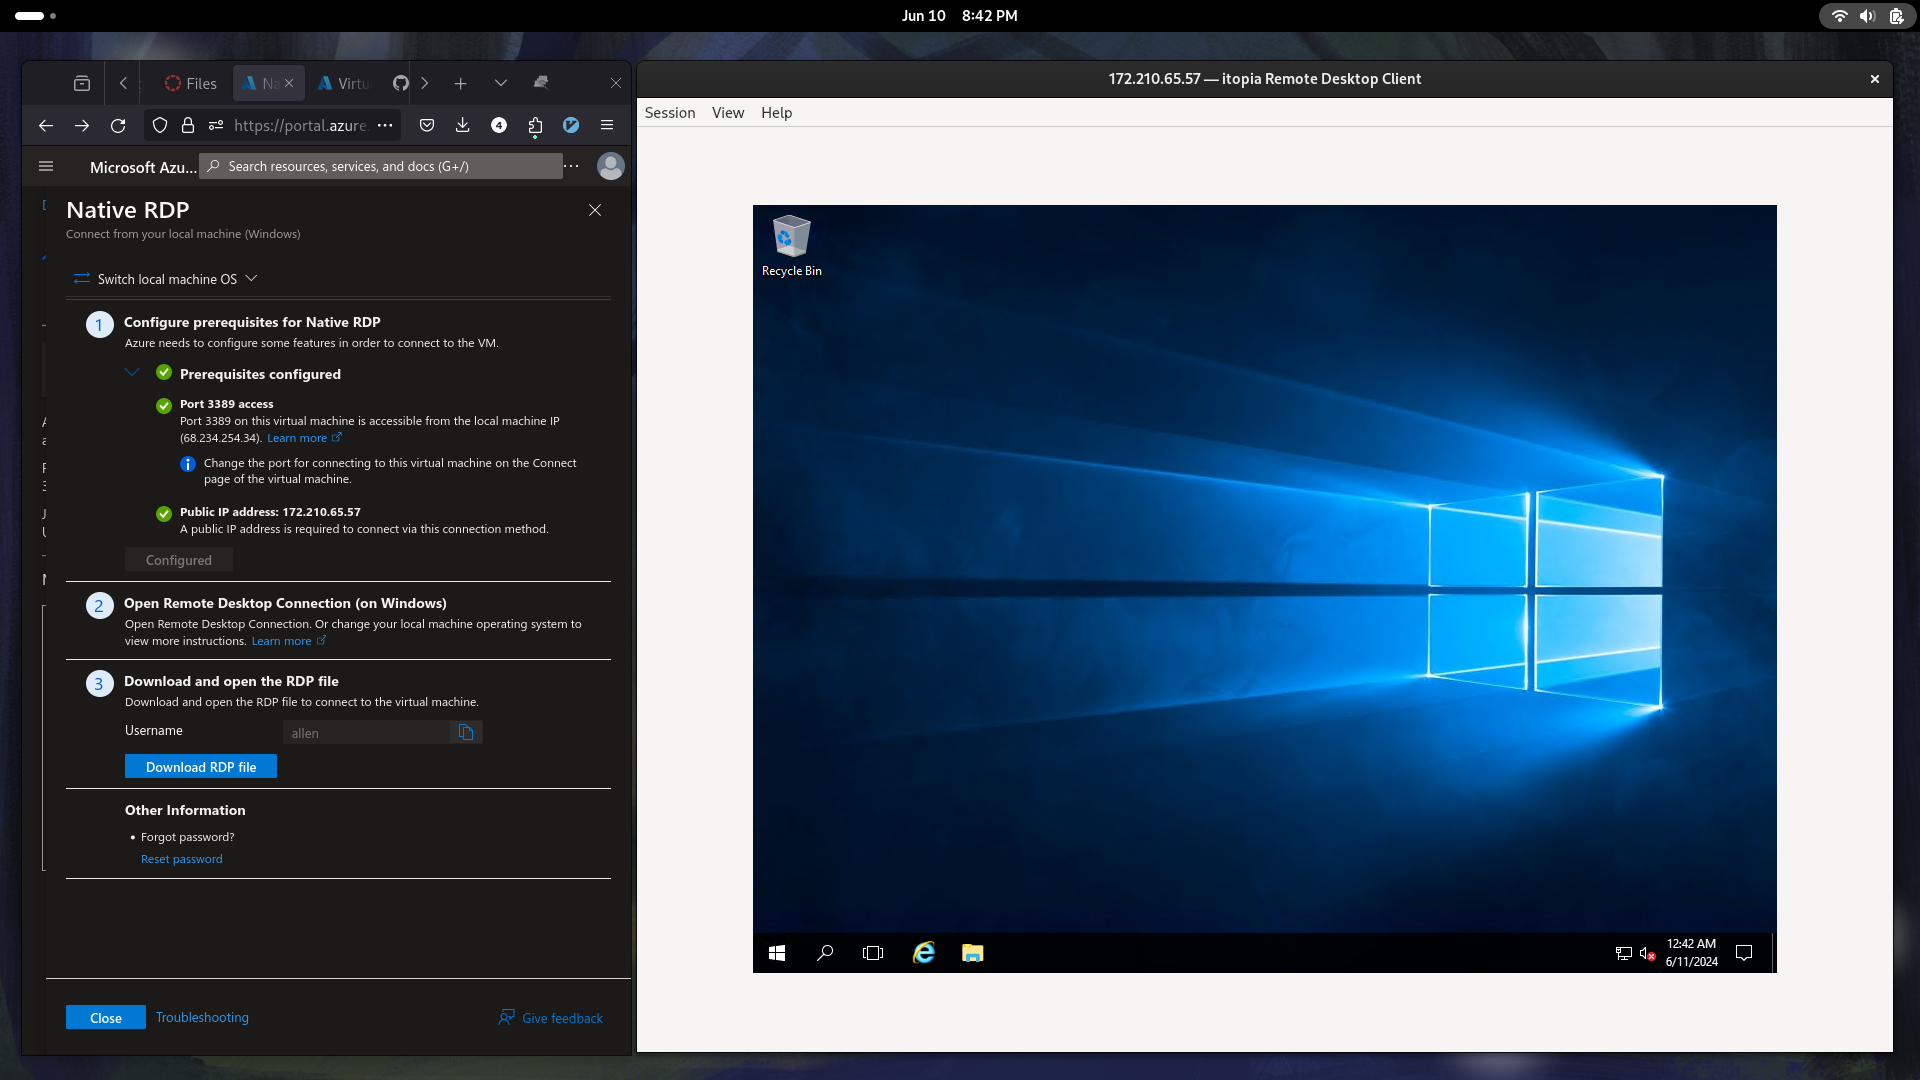 Jun 10 8:42 PM
Files
Na
Virtu
https://portal.azure.
4
Microsoft Azu...
Search resources, services, and docs (G+/)
Native RDP
Connect from your local machine (Windows)
Switch local machine OS
1
Configure prerequisites for Native RDP
Azure needs to configure some features in order to connect to the VM.
Prerequisites configured
Port 3389 access
Port 3389 on this virtual machine is accessible from the local machine IP
(68.234.254.34). Learn more
Change the port for connecting to this virtual machine on the Connect
page of the virtual machine.
Public IP address: 172.210.65.57
A public IP address is required to connect via this connection method.
Configured
2
Open Remote Desktop Connection (on Windows)
Open Remote Desktop Connection. Or change your local machine operating system to
view more instructions. Learn more
3
Download and open the RDP file
Download and open the RDP file to connect to the virtual machine.
Username
allen
Download RDP file
Other Information
• Forgot password?
Reset password
Close
Troubleshooting
Give feedback
172.210.65.57 — itopia Remote Desktop Client
Session View Help
Recycle Bin
12:42 AM
6/11/2024